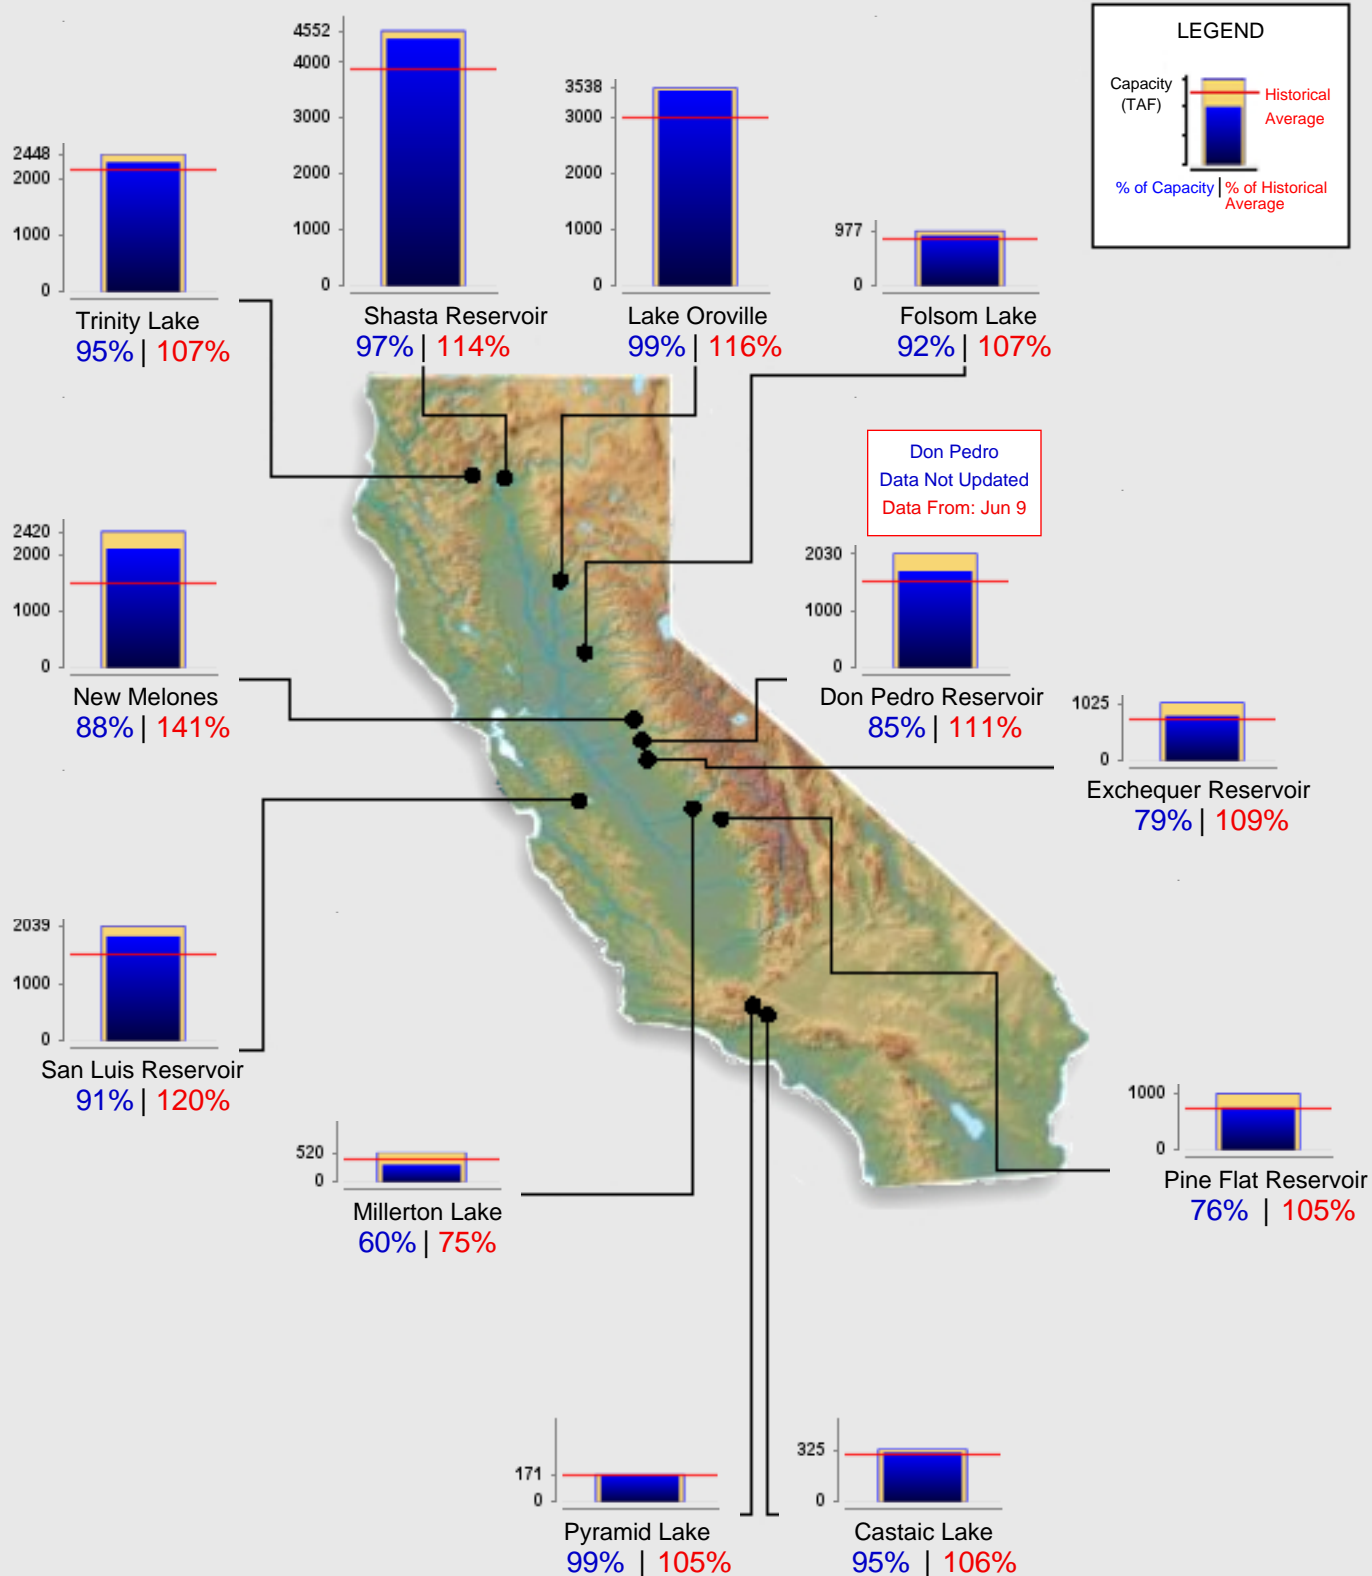 LEGEND
Capacity
(TAF)
Historical
Average
% of Capacity | % of Historical
Average
4552
4000
3000
2000
1000
0
Shasta Reservoir
97% | 114%
3538
3000
2000
1000
0
Lake Oroville
99% | 116%
2448
2000
1000
0
Trinity Lake
95% | 107%
977
0
Folsom Lake
92% | 107%
Don Pedro
Data Not Updated
Data From: Jun 9
2420
2000
1000
0
New Melones
88% | 141%
2030
1000
0
Don Pedro Reservoir
85% | 111%
1025
0
Exchequer Reservoir
79% | 109%
2039
1000
0
San Luis Reservoir
91% | 120%
520
0
Millerton Lake
60% | 75%
1000
0
Pine Flat Reservoir
76% | 105%
171
0
Pyramid Lake
99% | 105%
325
0
Castaic Lake
95% | 106%